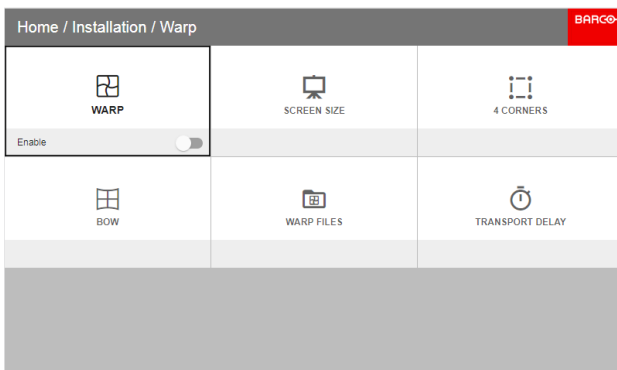 Home / Installation / Warp
BARCO
WARP
SCREEN SIZE
4 CORNERS
Enable
BOW
WARP FILES
TRANSPORT DELAY